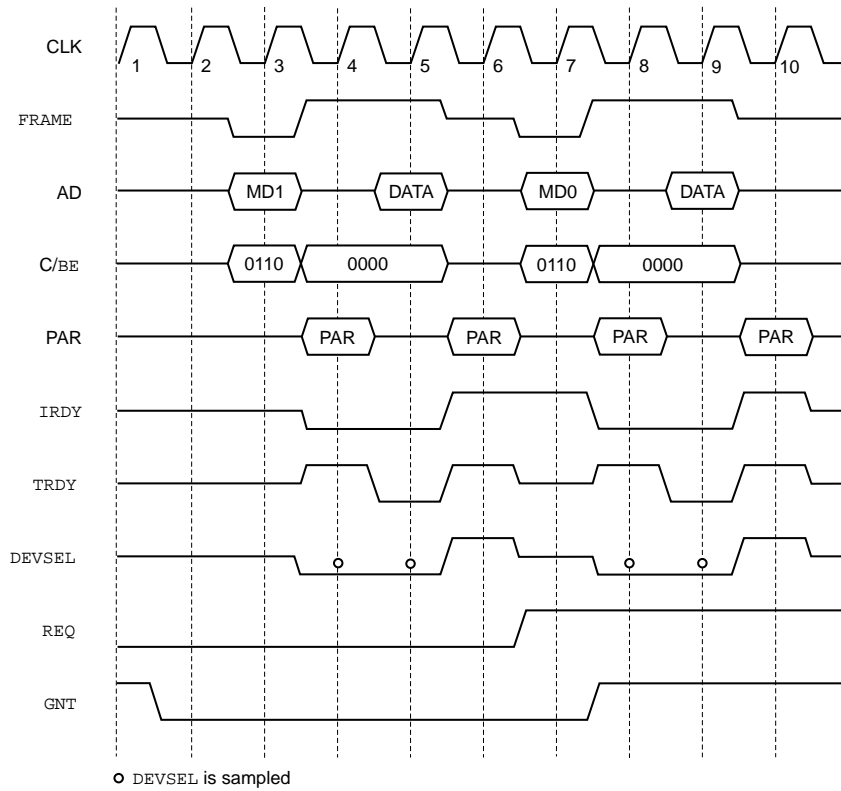 CLK
1 2 3 4 5 6 7 8 9 10
FRAME
AD MD1 DATA MD0 DATA
C/BE 0110 0000 0110 0000
PAR PAR PAR PAR PAR
IRDY
TRDY
DEVSEL
REQ
GNT
DEVSEL is sampled